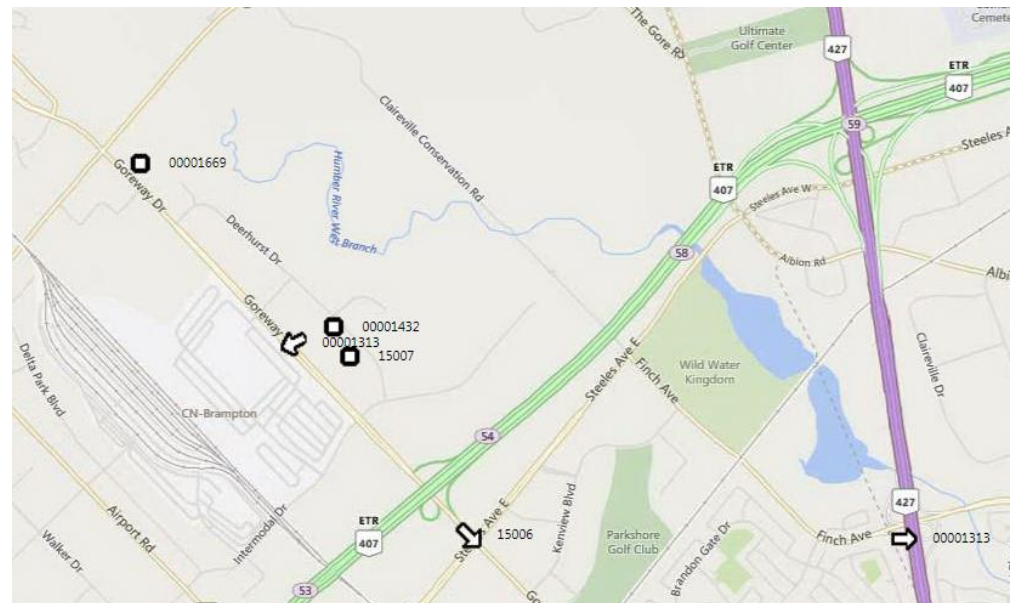 The Gore Rd
Ultimate
Golf Center
427
ETR
407
59
Steeles A
Claireville Conservation Rd
00001669
Goreway Dr
Humber River West Branch
ETR
407
Steeles Ave W
Deerhurst Dr
58
Albion Rd
Albi
Goreway
00001432
00001313
15007
Steeles Ave E
Wild Water
Kingdom
Finch Ave
Claireville Dr
Delta Park Blvd
CN-Brampton
54
427
Airport Rd
Intermodal Dr
ETR
407
Steeles Ave E
15006
Kenview Blvd
Parkshore
Golf Club
Brandon Gate Dr
Finch Ave
00001313
Walker Dr
53
Gor